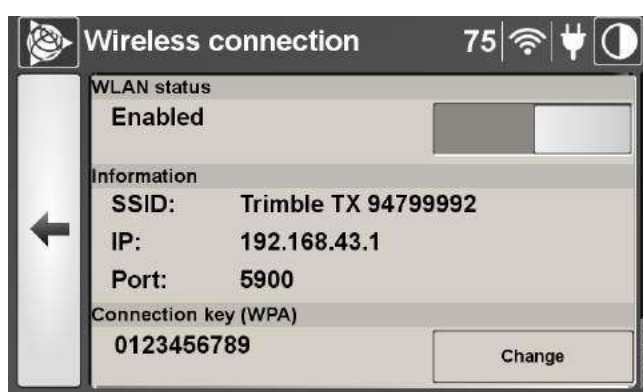 Wireless connection 75
WLAN status
Enabled
Information
SSID: Trimble TX 94799992
IP: 192.168.43.1
Port: 5900
Connection key (WPA)
0123456789
Change